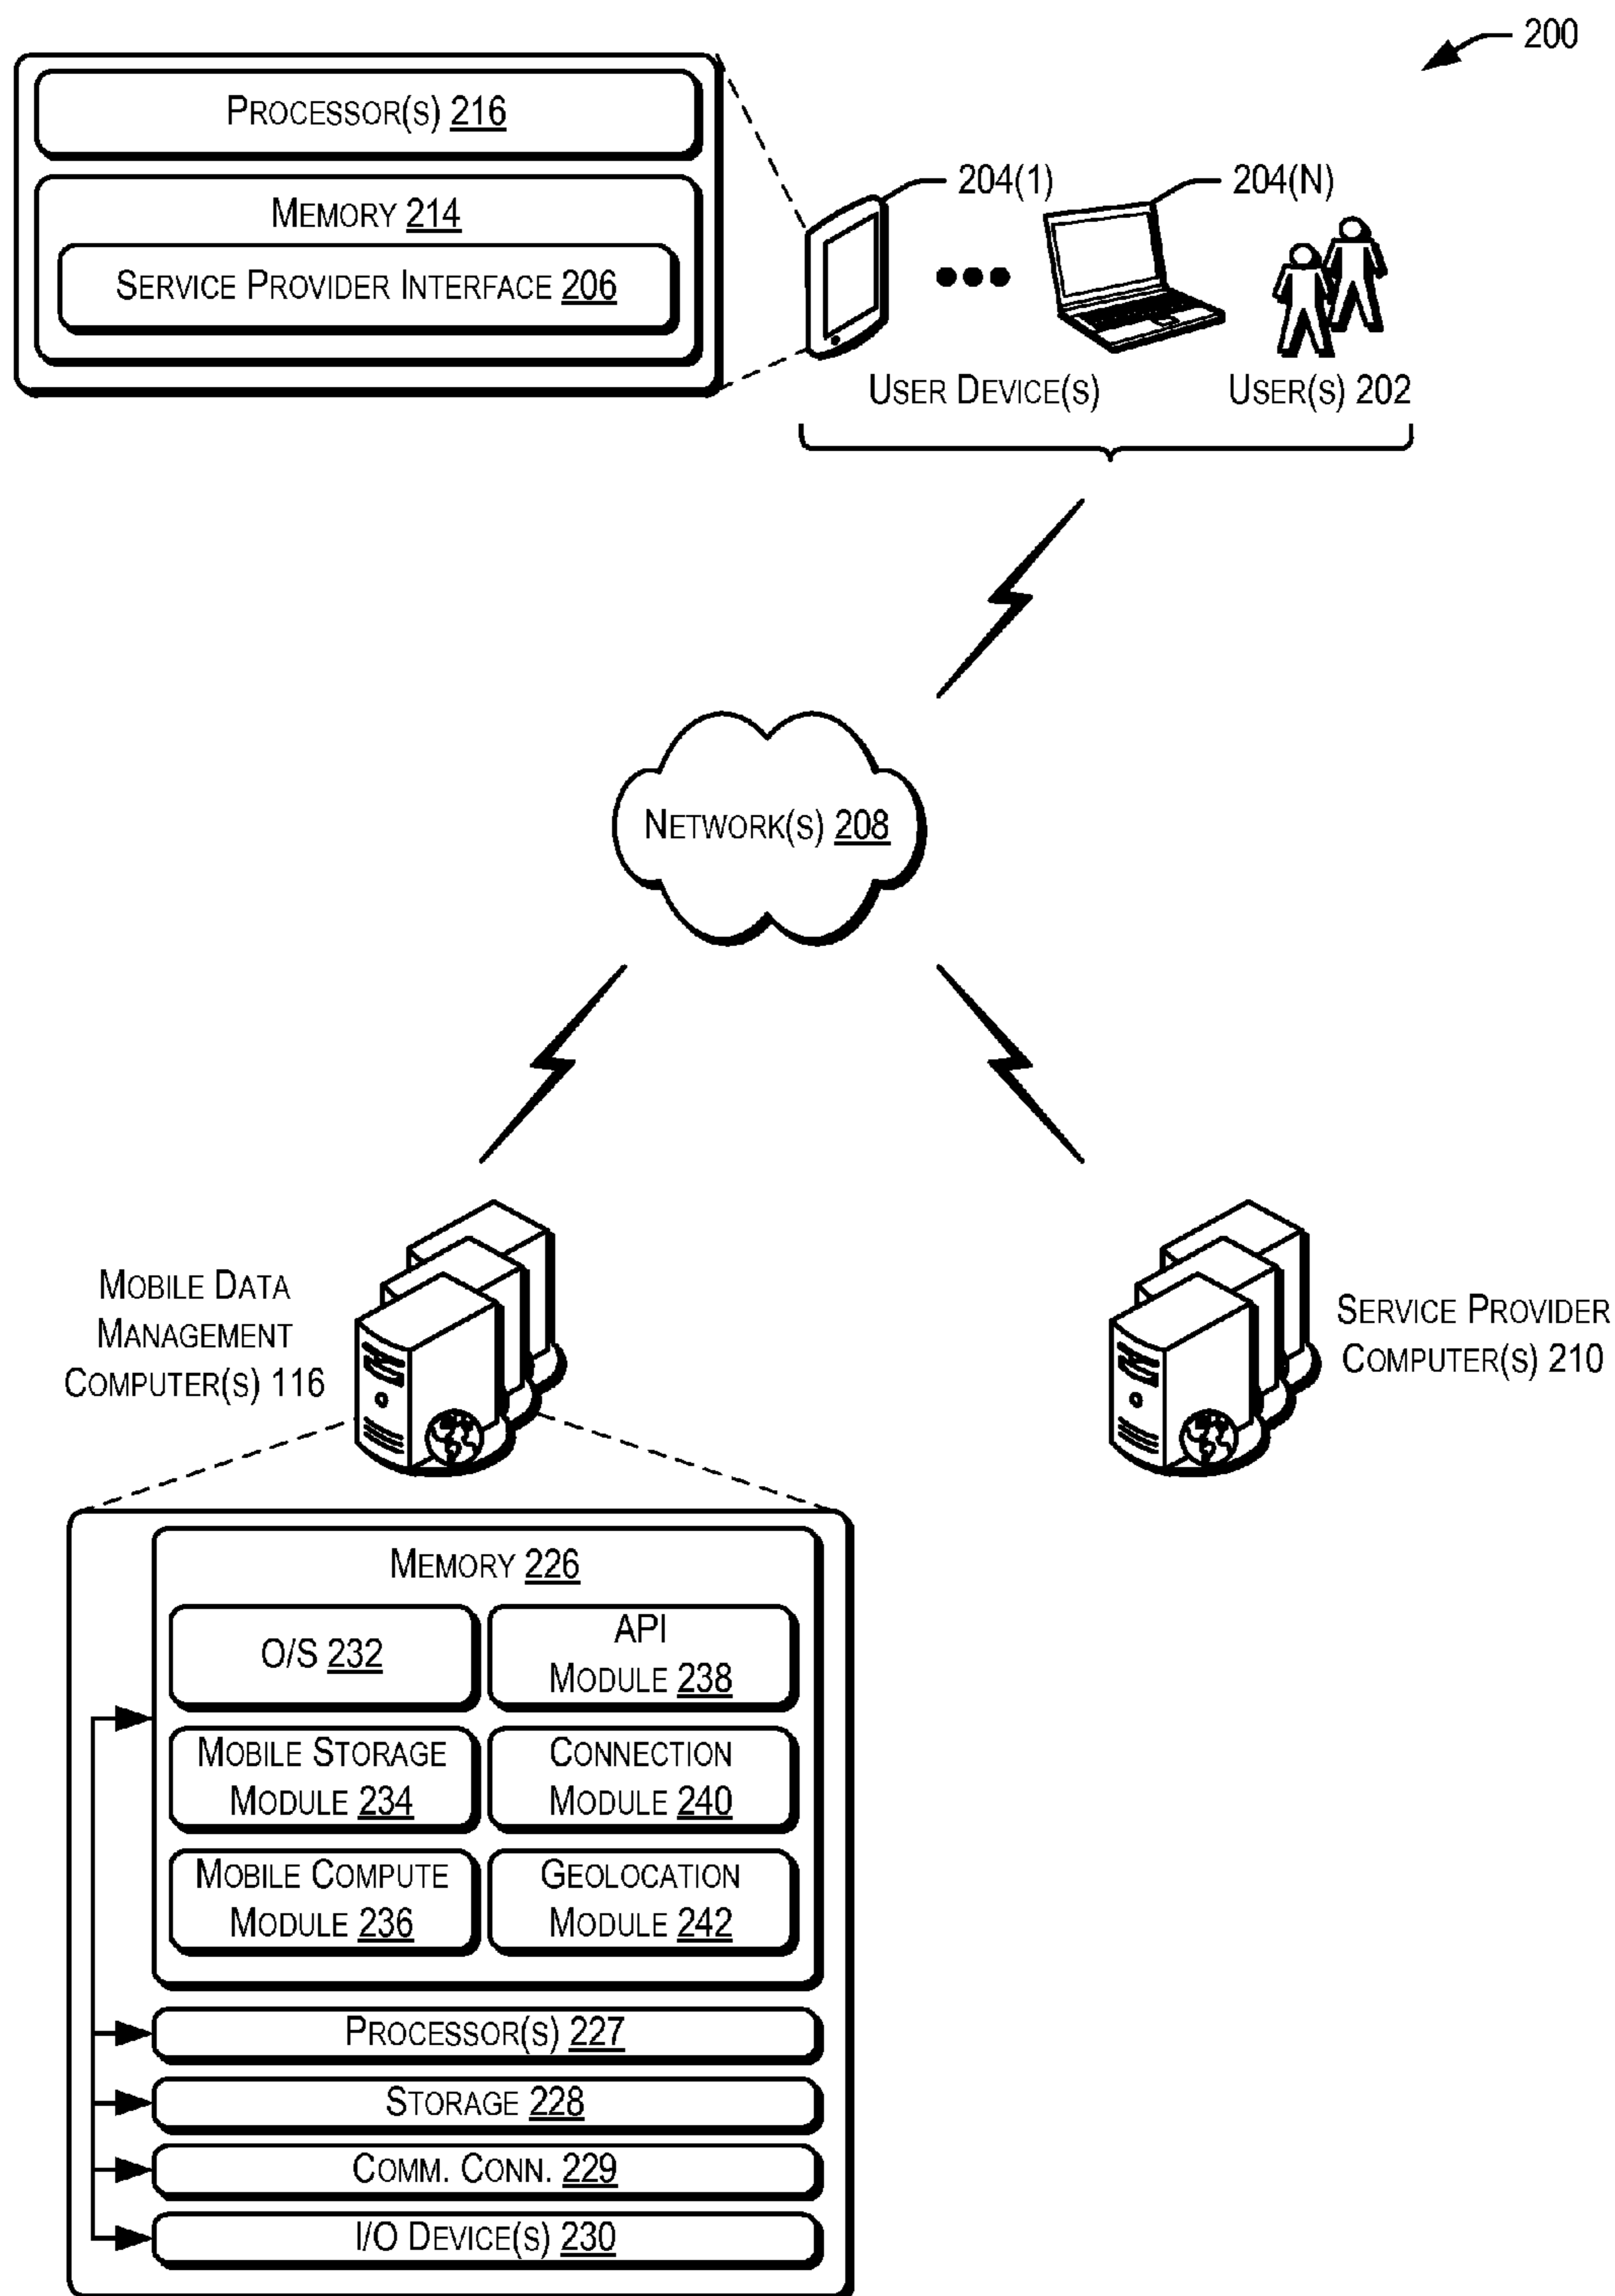 200
PROCESSOR(S) 216
MEMORY 214
SERVICE PROVIDER INTERFACE 206
204(1)
204(N)
USER DEVICE(S)
USER(S) 202
NETWORK(S) 208
MOBILE DATA
MANAGEMENT
COMPUTER(S) 116
SERVICE PROVIDER
COMPUTER(S) 210
MEMORY 226
O/S 232
API
MODULE 238
MOBILE STORAGE
MODULE 234
CONNECTION
MODULE 240
MOBILE COMPUTE
MODULE 236
GEOLOCATION
MODULE 242
PROCESSOR(S) 227
STORAGE 228
COMM. CONN. 229
I/O DEVICE(S) 230